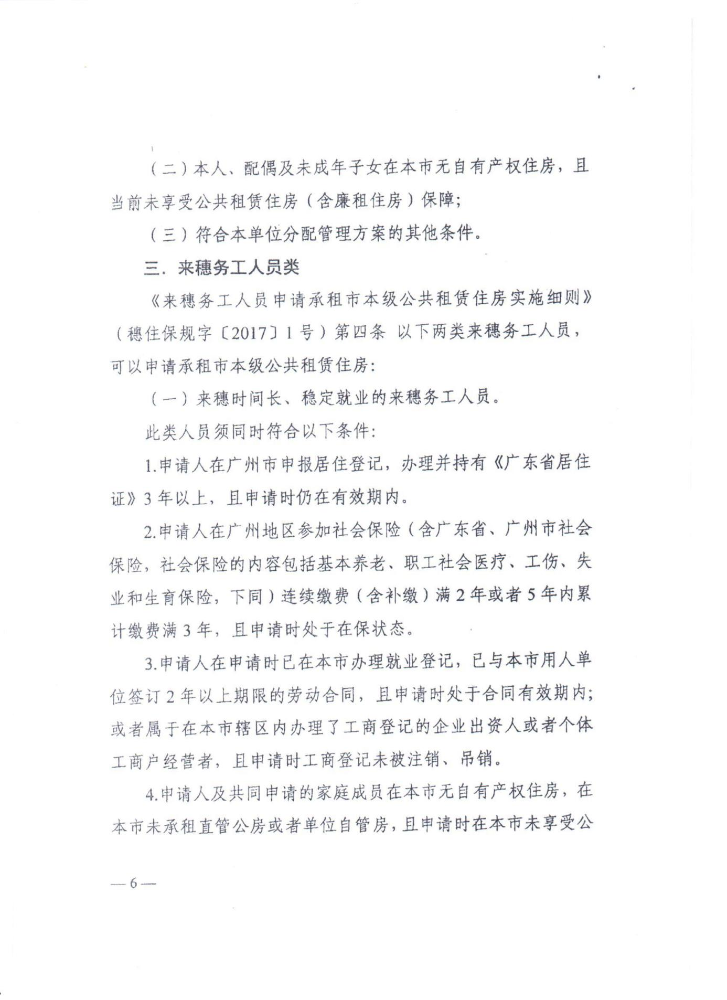 （二）本人、配偶及未成年子女在本市无自有产权住房，且
当前未享受公共租赁住房（含廉租住房）保障；
（三）符合本单位分配管理方案的其他条件。
三．来穗务工人员类
《来穗务工人员申请承租市本级公共租赁住房实施细则》
（穗住保规字〔2017〕1号）第四条 以下两类来穗务工人员，
可以申请承租市本级公共租赁住房：
（一）来穗时间长、稳定就业的来穗务工人员。
此类人员须同时符合以下条件：
1.申请人在广州市申报居住登记，办理并持有《广东省居住
证》3年以上，且申请时仍在有效期内。
2.申请人在广州地区参加社会保险（含广东省、广州市社会
保险，社会保险的内容包括基本养老、职工社会医疗、工伤、失
业和生育保险，下同）连续缴费（含补缴）满2年或者5年内累
计缴费满3年，且申请时处于在保状态。
3.申请人在申请时已在本市办理就业登记，已与本市用人单
位签订2年以上期限的劳动合同，且申请时处于合同有效期内；
或者属于在本市辖区内办理了工商登记的企业出资人或者个体
工商户经营者，且申请时工商登记未被注销、吊销。
4.申请人及共同申请的家庭成员在本市无自有产权住房，在
本市未承租直管公房或者单位自管房，且申请时在本市未享受公
—6—